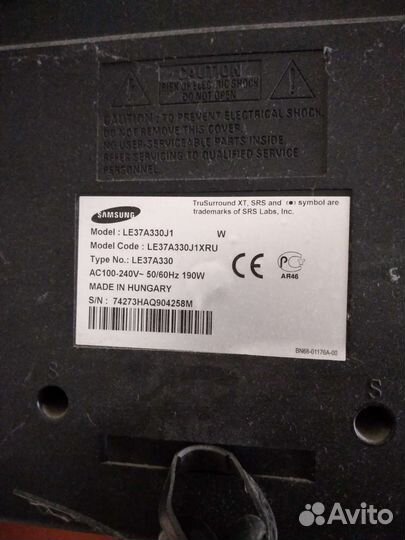 CAUTION
RISK OF ELECTRIC SHOCK
DO NOT OPEN
CAUTION : TO PREVENT ELECTRICAL SHOCK,
DO NOT REMOVE THIS COVER.
NO USER-SERVICEABLE PARTS INSIDE.
REFER SERVICING TO QUALIFIED SERVICE
PERSONNEL.
SAMSUNG
TruSurround XT, SRS and (●) symbol are
trademarks of SRS Labs, Inc.
Model : LE37A330J1 W
Model Code : LE37A330J1XRU
Type No.: LE37A330
AC100-240V~ 50/60Hz 190W
MADE IN HUNGARY
S/N : 74273HAQ904258M
CE
АЯ46
BN68-01176A-00
S
S
Avito